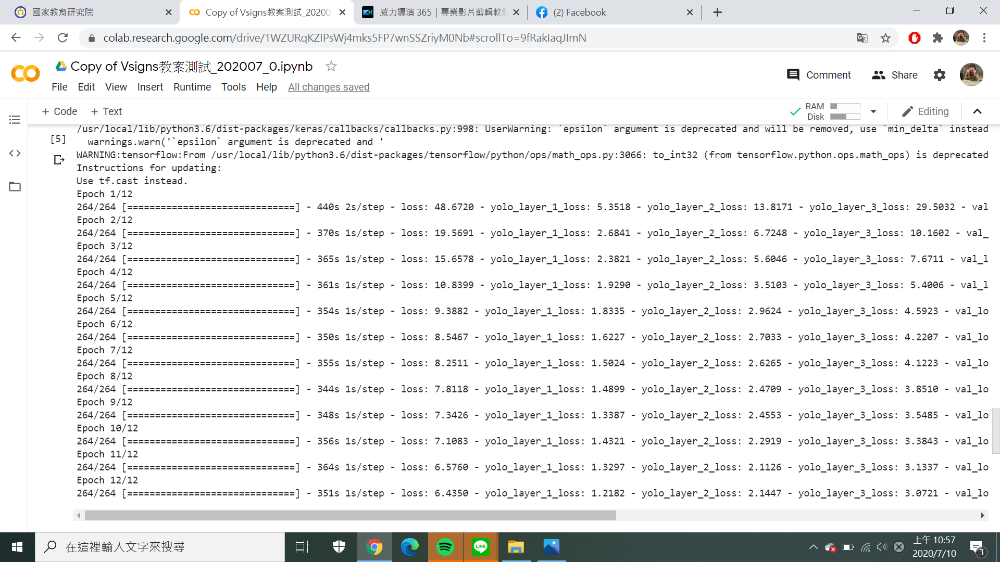 國家教育研究院
Copy of Vsigns教案測試_20200
威力導演 365 | 專業影片剪輯軟
(2) Facebook
colab.research.google.com/drive/1WZURqKZIPsWj4mks5FP7wnSSZriyM0Nb#scrollTo=9fRakIaqJImN
Copy of Vsigns教案測試_202007_0.ipynb
Comment
Share
File Edit View Insert Runtime Tools Help All changes saved
+ Code + Text
RAM
Disk
Editing
/usr/local/lib/python3.6/dist-packages/keras/callbacks/callbacks.py:998: UserWarning: `epsilon` argument is deprecated and will be removed, use `min_delta` instead
[5]
warnings.warn('`epsilon` argument is deprecated and '
WARNING:tensorflow:From /usr/local/lib/python3.6/dist-packages/tensorflow/python/ops/math_ops.py:3066: to_int32 (from tensorflow.python.ops.math_ops) is deprecated
Instructions for updating:
Use tf.cast instead.
Epoch 1/12
264/264 [==============================] - 440s 2s/step - loss: 48.6720 - yolo_layer_1_loss: 5.3518 - yolo_layer_2_loss: 13.8171 - yolo_layer_3_loss: 29.5032 - val
Epoch 2/12
264/264 [==============================] - 370s 1s/step - loss: 19.5691 - yolo_layer_1_loss: 2.6841 - yolo_layer_2_loss: 6.7248 - yolo_layer_3_loss: 10.1602 - val_
Epoch 3/12
264/264 [==============================] - 365s 1s/step - loss: 15.6578 - yolo_layer_1_loss: 2.3821 - yolo_layer_2_loss: 5.6046 - yolo_layer_3_loss: 7.6711 - val_l
Epoch 4/12
264/264 [==============================] - 361s 1s/step - loss: 10.8399 - yolo_layer_1_loss: 1.9290 - yolo_layer_2_loss: 3.5103 - yolo_layer_3_loss: 5.4006 - val_l
Epoch 5/12
264/264 [==============================] - 354s 1s/step - loss: 9.3882 - yolo_layer_1_loss: 1.8335 - yolo_layer_2_loss: 2.9624 - yolo_layer_3_loss: 4.5923 - val_lo
Epoch 6/12
264/264 [==============================] - 350s 1s/step - loss: 8.5467 - yolo_layer_1_loss: 1.6227 - yolo_layer_2_loss: 2.7033 - yolo_layer_3_loss: 4.2207 - val_lo
Epoch 7/12
264/264 [==============================] - 355s 1s/step - loss: 8.2511 - yolo_layer_1_loss: 1.5024 - yolo_layer_2_loss: 2.6265 - yolo_layer_3_loss: 4.1223 - val_lo
Epoch 8/12
264/264 [==============================] - 344s 1s/step - loss: 7.8118 - yolo_layer_1_loss: 1.4899 - yolo_layer_2_loss: 2.4709 - yolo_layer_3_loss: 3.8510 - val_lo
Epoch 9/12
264/264 [==============================] - 348s 1s/step - loss: 7.3426 - yolo_layer_1_loss: 1.3387 - yolo_layer_2_loss: 2.4553 - yolo_layer_3_loss: 3.5485 - val_lo
Epoch 10/12
264/264 [==============================] - 356s 1s/step - loss: 7.1083 - yolo_layer_1_loss: 1.4321 - yolo_layer_2_loss: 2.2919 - yolo_layer_3_loss: 3.3843 - val_lo
Epoch 11/12
264/264 [==============================] - 364s 1s/step - loss: 6.5760 - yolo_layer_1_loss: 1.3297 - yolo_layer_2_loss: 2.1126 - yolo_layer_3_loss: 3.1337 - val_lo
Epoch 12/12
264/264 [==============================] - 351s 1s/step - loss: 6.4350 - yolo_layer_1_loss: 1.2182 - yolo_layer_2_loss: 2.1447 - yolo_layer_3_loss: 3.0721 - val_lo
在這裡輸入文字來搜尋
LINE
上午 10:57
2020/7/10
3